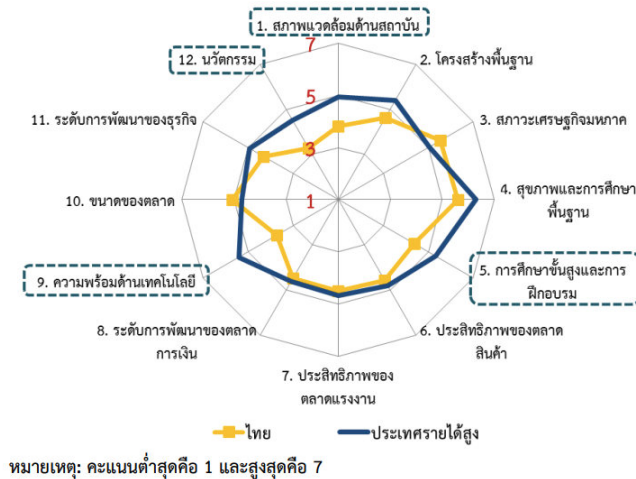 1. สภาพแวดล้อมด้านสถาบัน
7
12. นวัตกรรม
2. โครงสร้างพื้นฐาน
5
11. ระดับการพัฒนาของธุรกิจ
3. สภาวะเศรษฐกิจมหภาค
3
10. ขนาดของตลาด
1
4. สุขภาพและการศึกษา
พื้นฐาน
9. ความพร้อมด้านเทคโนโลยี
5. การศึกษาขั้นสูงและการ
ฝึกอบรม
8. ระดับการพัฒนาของตลาด
การเงิน
6. ประสิทธิภาพของตลาด
สินค้า
7. ประสิทธิภาพของ
ตลาดแรงงาน
ไทย
ประเทศรายได้สูง
หมายเหตุ: คะแนนต่ำสุดคือ 1 และสูงสุดคือ 7